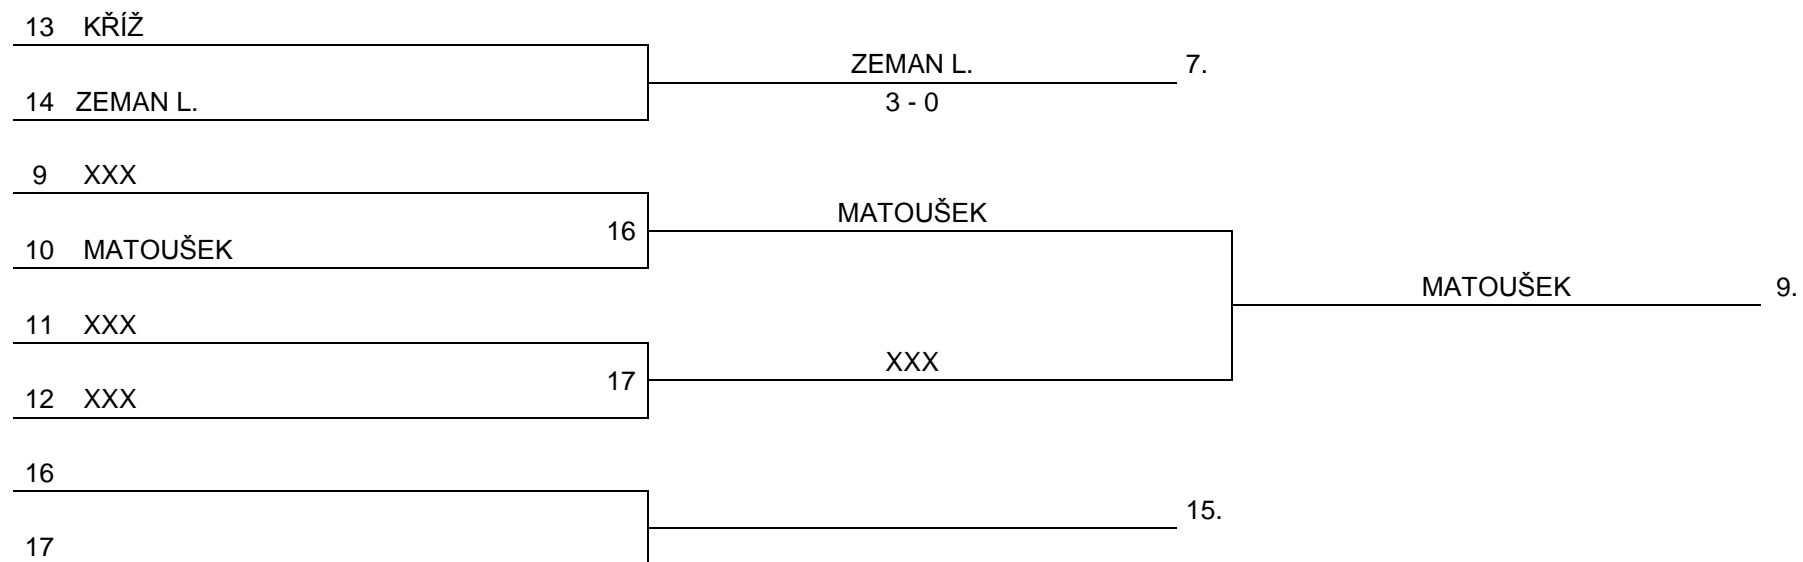 13 KŘÍŽ
ZEMAN L. 7.
14 ZEMAN L.
3 - 0
9 XXX
MATOUŠEK
16
10 MATOUŠEK
MATOUŠEK 9.
11 XXX
XXX
17
12 XXX
16
15.
17